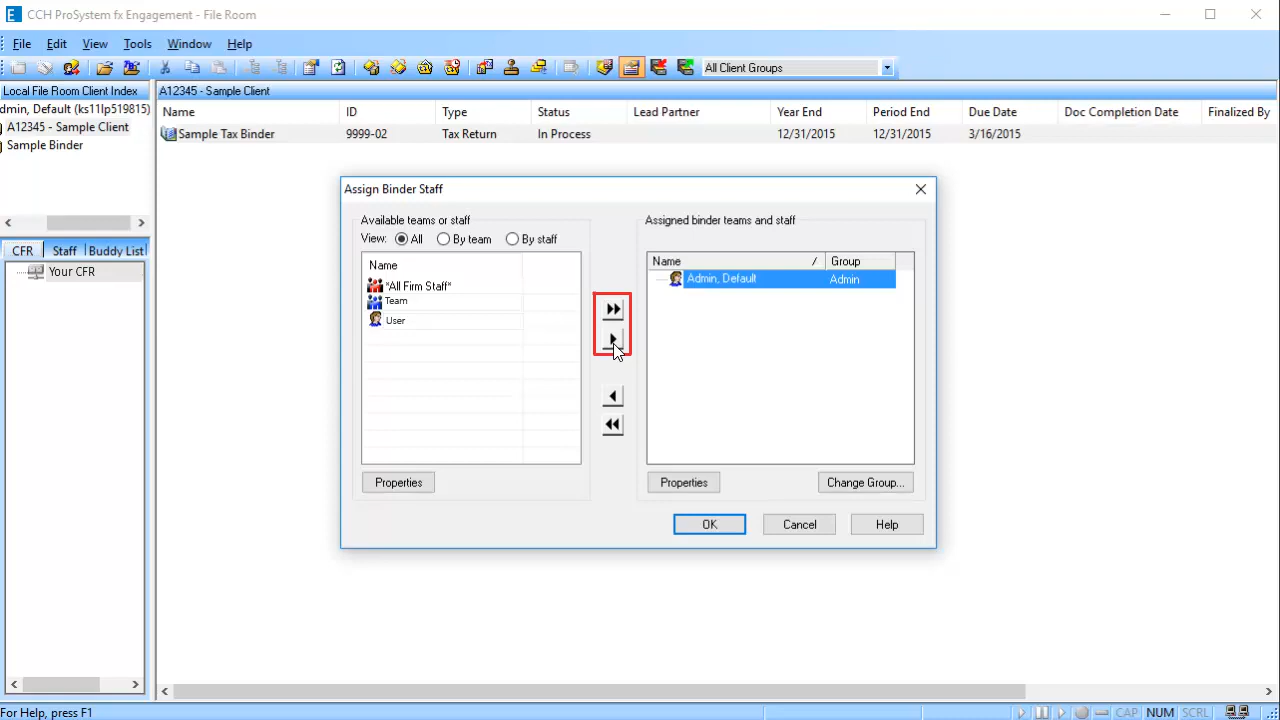 CCH ProSystem fx Engagement - File Room
File Edit View Tools Window Help
All Client Groups
Local File Room Client Index
dmin, Default (ks11lp519815)
A12345 - Sample Client
Sample Binder
A12345 - Sample Client
Name ID Type Status Lead Partner Year End Period End Due Date Doc Completion Date Finalized By
Sample Tax Binder 9999-02 Tax Return In Process 12/31/2015 12/31/2015 3/16/2015
CFR Staff Buddy List
Your CFR
Assign Binder Staff
Available teams or staff
View: All By team By staff
Name
*All Firm Staff*
Team
User
Properties
Assigned binder teams and staff
Name / Group
Admin, Default Admin
Properties Change Group...
OK Cancel Help
For Help, press F1
CAP NUM SCRL